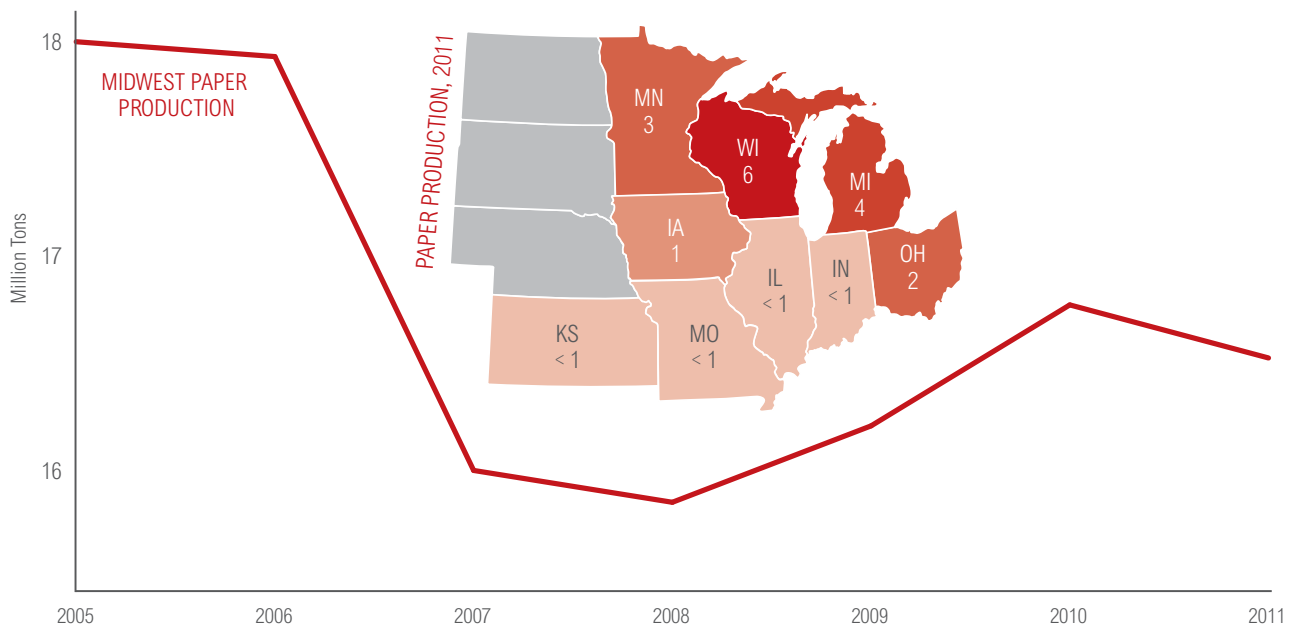 18
17
16
Million Tons
MIDWEST PAPER
PRODUCTION
PAPER PRODUCTION, 2011
MN
3
WI
6
MI
4
IA
1
IL
< 1
IN
< 1
OH
2
KS
< 1
MO
< 1
2005
2006
2007
2008
2009
2010
2011